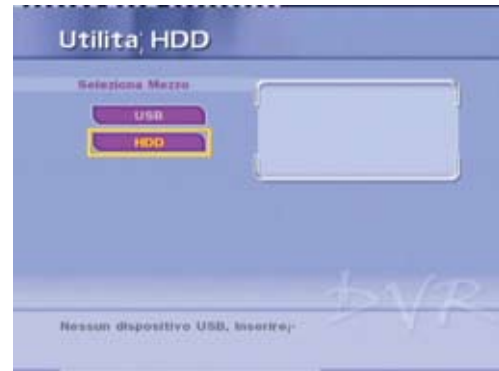 Utilita¦ HDD
Seleziona Mezzo
USB
HDD
DVR
Nessun dispositivo USB, inserire¡-